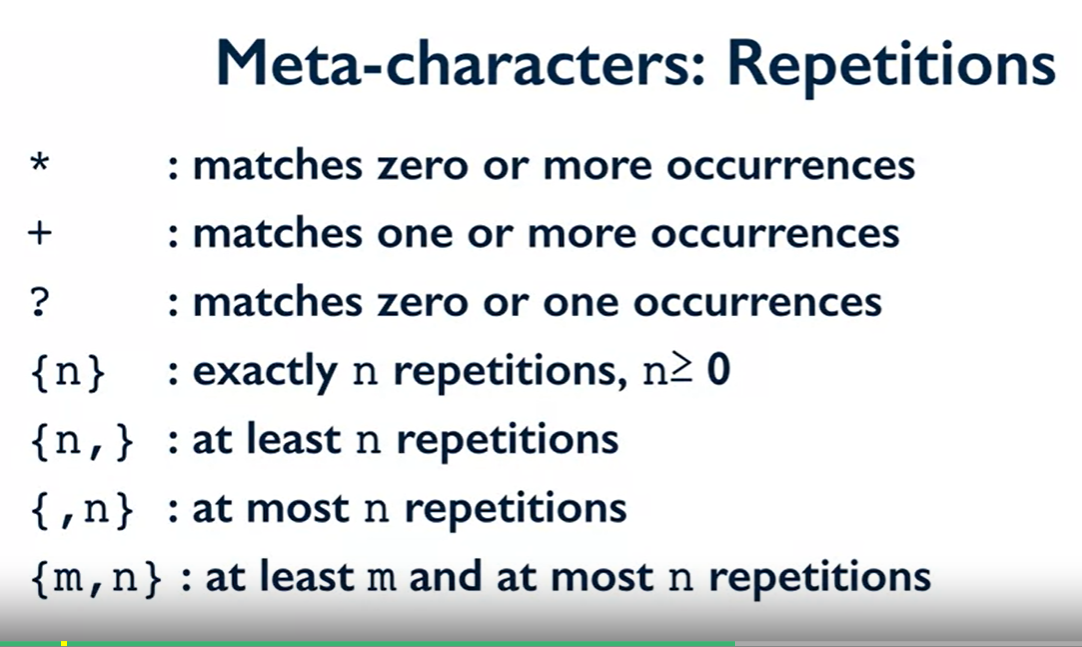 Meta-characters: Repetitions
* : matches zero or more occurrences
+ : matches one or more occurrences
? : matches zero or one occurrences
{n} : exactly n repetitions, n≥ 0
{n,} : at least n repetitions
{,n} : at most n repetitions
{m,n} : at least m and at most n repetitions